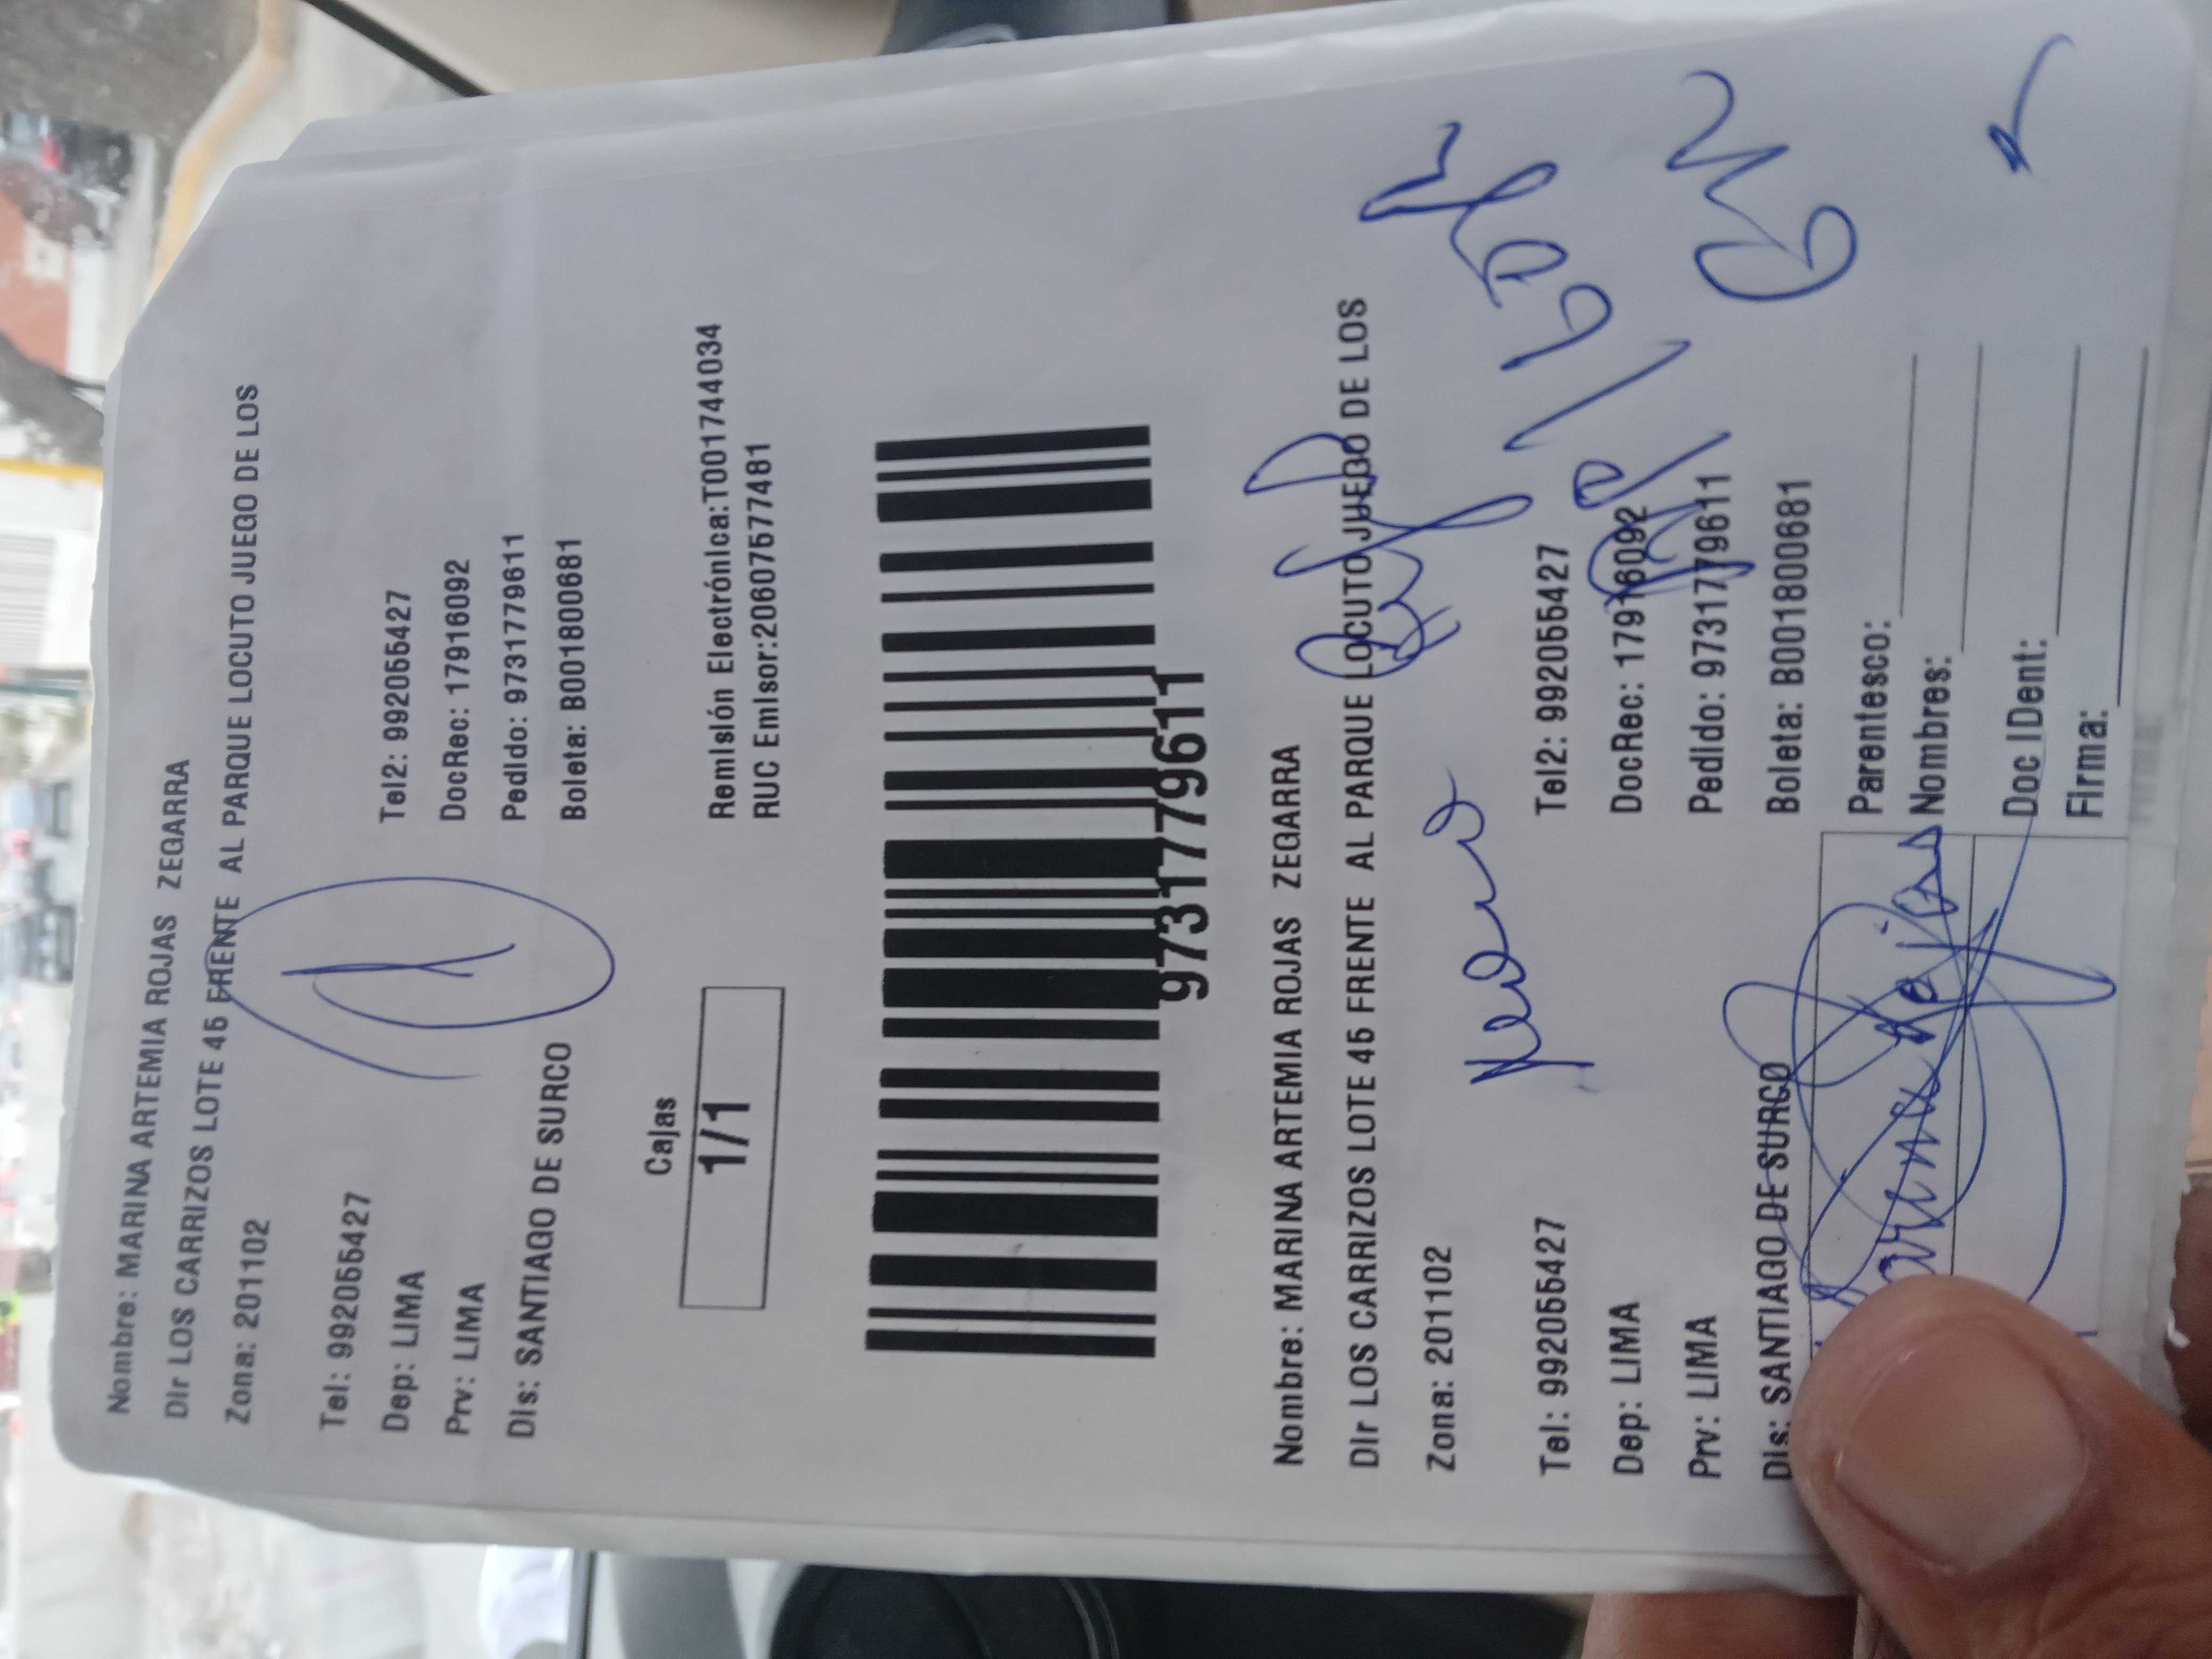 Nombre: MARINA ARTEMIA ROJAS ZEGARRA
Dir LOS CARRIZOS LOTE 45 FRENTE AL PARQUE LOCUTO JUEGO DE LOS
Zona: 201102
Tel: 992055427 Tel2: 992055427
Dep: LIMA DocRec: 17916092
Prv: LIMA Pedido: 97317779611
Dis: SANTIAGO DE SURCO Boleta: B001800681
Cajas
1/1
Remisión Electrónica:T001744034
RUC Emisor:20607577481
97317779611
Nombre: MARINA ARTEMIA ROJAS ZEGARRA
Dir LOS CARRIZOS LOTE 45 FRENTE AL PARQUE LOCUTO JUEGO DE LOS
Zona: 201102
Tel: 992055427 Tel2: 992055427
Dep: LIMA DocRec: 17916092
Prv: LIMA Pedido: 97317779611
Dis: SANTIAGO DE SURCO Boleta: B001800681
Parentesco:
Nombres:
Doc IDent:
Firma: